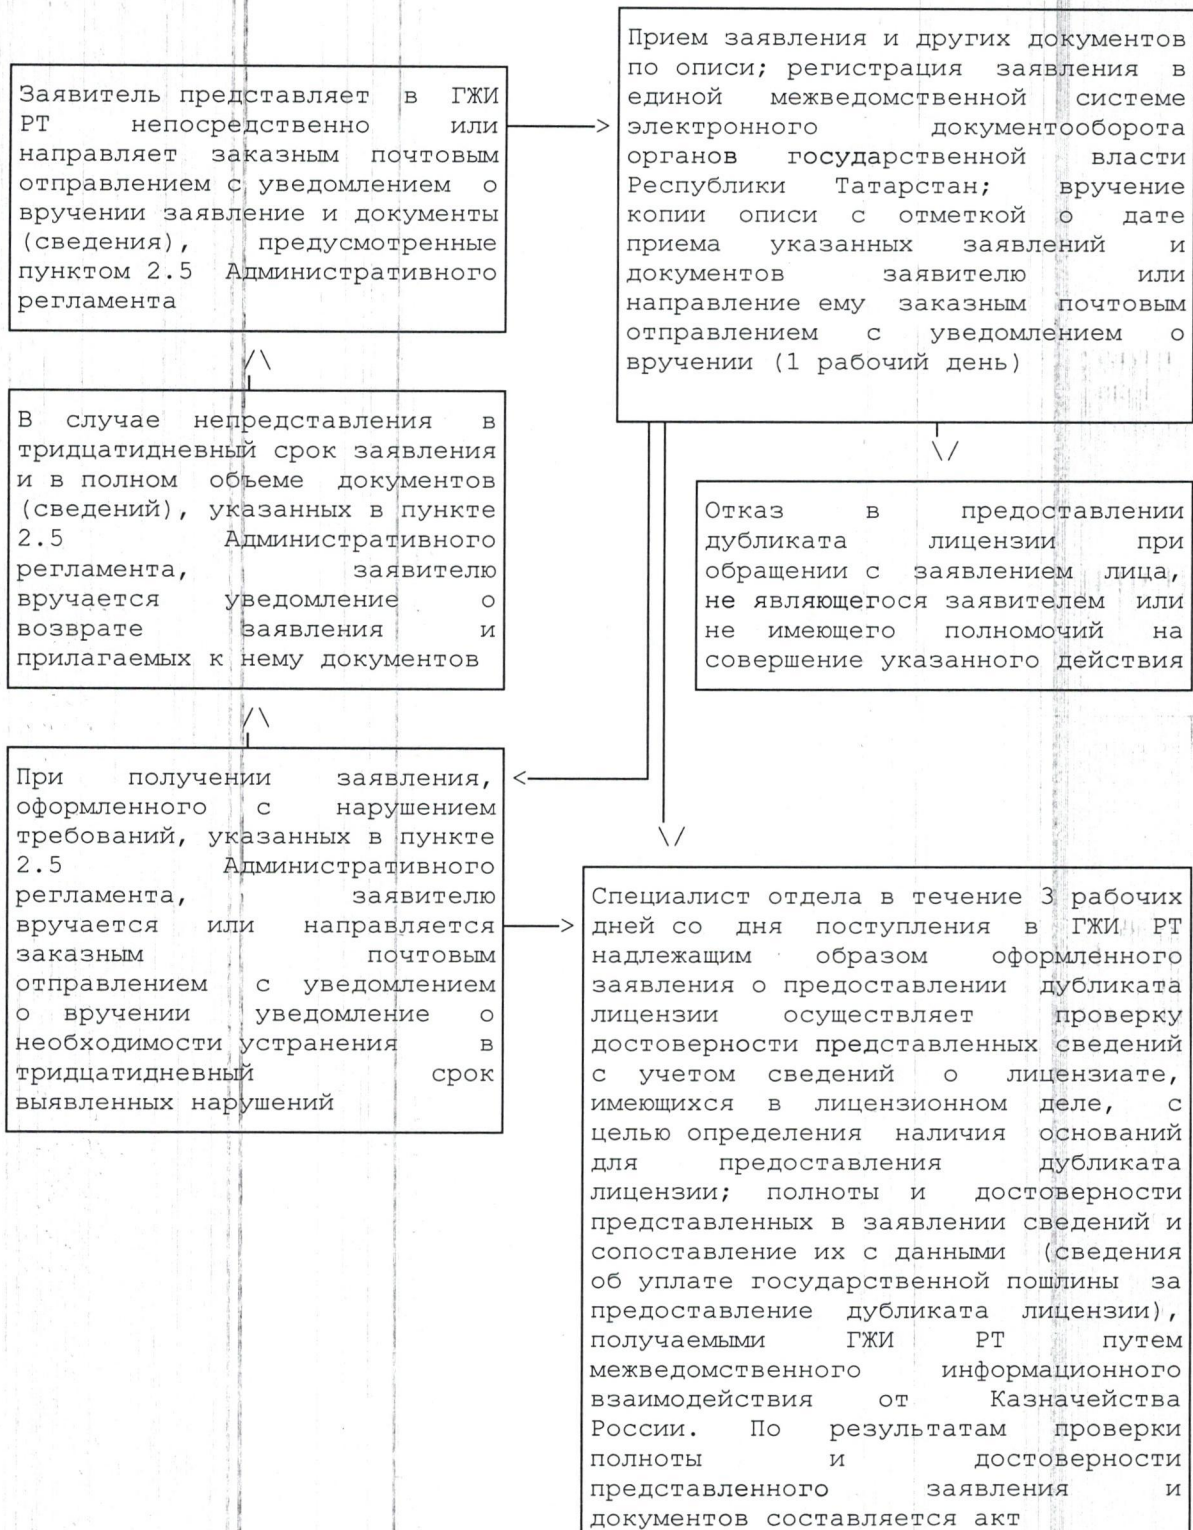 Заявитель представляет в ГЖИ
РТ непосредственно или
направляет заказным почтовым
отправлением с уведомлением о
вручении заявление и документы
(сведения), предусмотренные
пунктом 2.5 Административного
регламента
Прием заявления и других документов
по описи; регистрация заявления в
единой межведомственной системе
электронного документооборота
органов государственной власти
Республики Татарстан; вручение
копии описи с отметкой о дате
приема указанных заявлений и
документов заявителю или
направление ему заказным почтовым
отправлением с уведомлением о
вручении (1 рабочий день)
В случае непредставления в
тридцатидневный срок заявления
и в полном объеме документов
(сведений), указанных в пункте
2.5 Административного
регламента, заявителю
вручается уведомление о
возврате заявления и
прилагаемых к нему документов
Отказ в предоставлении
дубликата лицензии при
обращении с заявлением лица,
не являющегося заявителем или
не имеющего полномочий на
совершение указанного действия
При получении заявления,
оформленного с нарушением
требований, указанных в пункте
2.5 Административного
регламента, заявителю
вручается или направляется
заказным почтовым
отправлением с уведомлением
о вручении уведомление о
необходимости устранения в
тридцатидневный срок
выявленных нарушений
Специалист отдела в течение 3 рабочих
дней со дня поступления в ГЖИ РТ
надлежащим образом оформленного
заявления о предоставлении дубликата
лицензии осуществляет проверку
достоверности представленных сведений
с учетом сведений о лицензиате,
имеющихся в лицензионном деле, с
целью определения наличия оснований
для предоставления дубликата
лицензии; полноты и достоверности
представленных в заявлении сведений и
сопоставление их с данными (сведения
об уплате государственной пошлины за
предоставление дубликата лицензии),
получаемыми ГЖИ РТ путем
межведомственного информационного
взаимодействия от Казначейства
России. По результатам проверки
полноты и достоверности
представленного заявления и
документов составляется акт